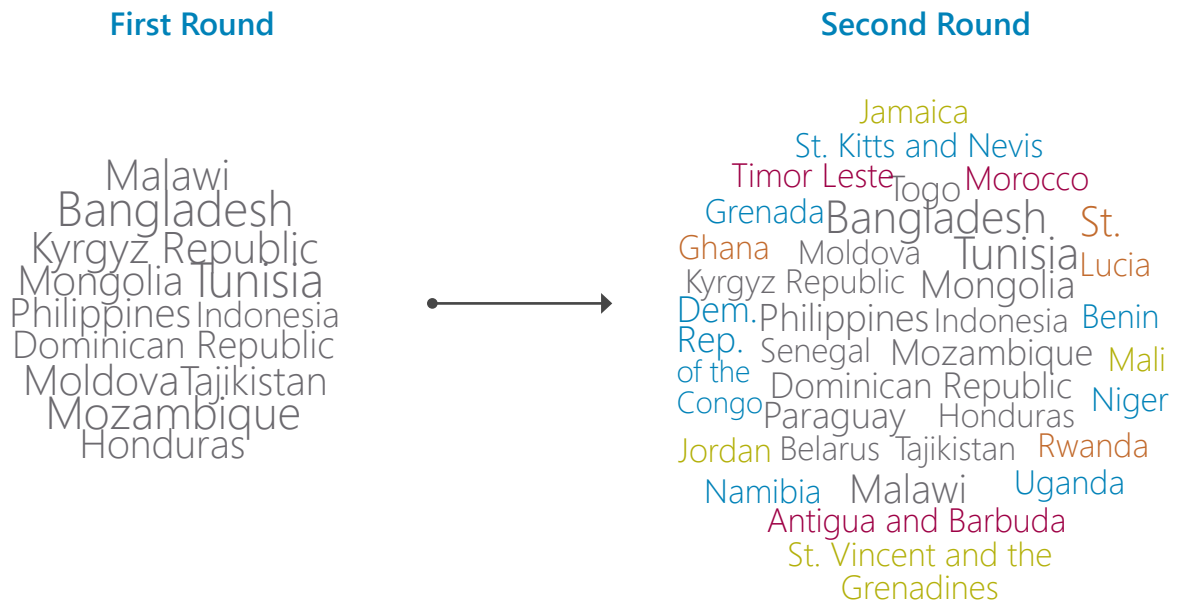 First Round
Malawi
Bangladesh
Kyrgyz Republic
Mongolia Tunisia
Philippines Indonesia
Dominican Republic
Moldova Tajikistan
Mozambique
Honduras
Second Round
Jamaica
St. Kitts and Nevis
Timor Leste Togo Morocco
Grenada Bangladesh St.
Ghana Moldova Tunisia Lucia
Kyrgyz Republic Mongolia
Dem. Philippines Indonesia Benin
Rep. Senegal Mozambique Mali
of the Dominican Republic
Congo Paraguay Honduras Niger
Jordan Belarus Tajikistan Rwanda
Namibia Malawi Uganda
Antigua and Barbuda
St. Vincent and the
Grenadines